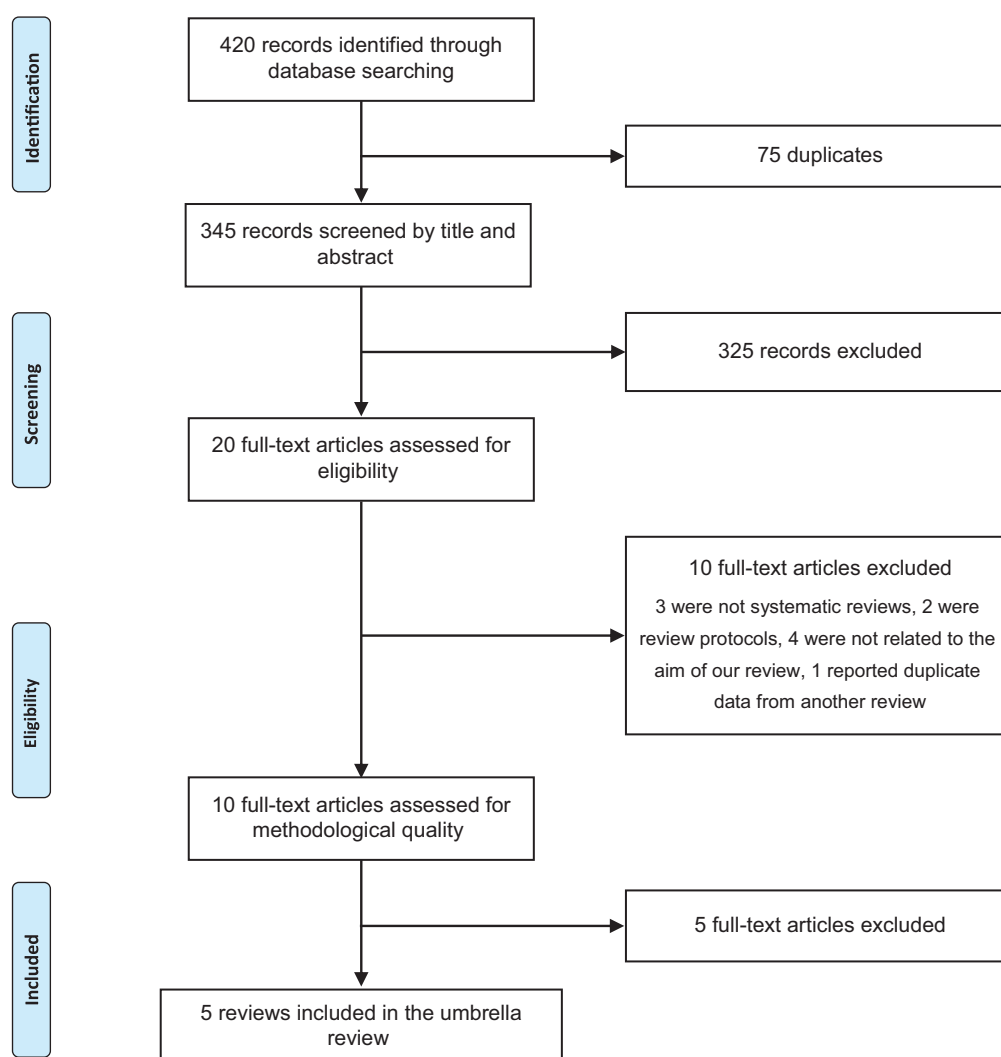 Identification
420 records identified through
database searching
75 duplicates
345 records screened by title and
abstract
Screening
325 records excluded
20 full-text articles assessed for
eligibility
Eligibility
10 full-text articles excluded
3 were not systematic reviews, 2 were
review protocols, 4 were not related to the
aim of our review, 1 reported duplicate
data from another review
10 full-text articles assessed for
methodological quality
Included
5 full-text articles excluded
5 reviews included in the umbrella
review